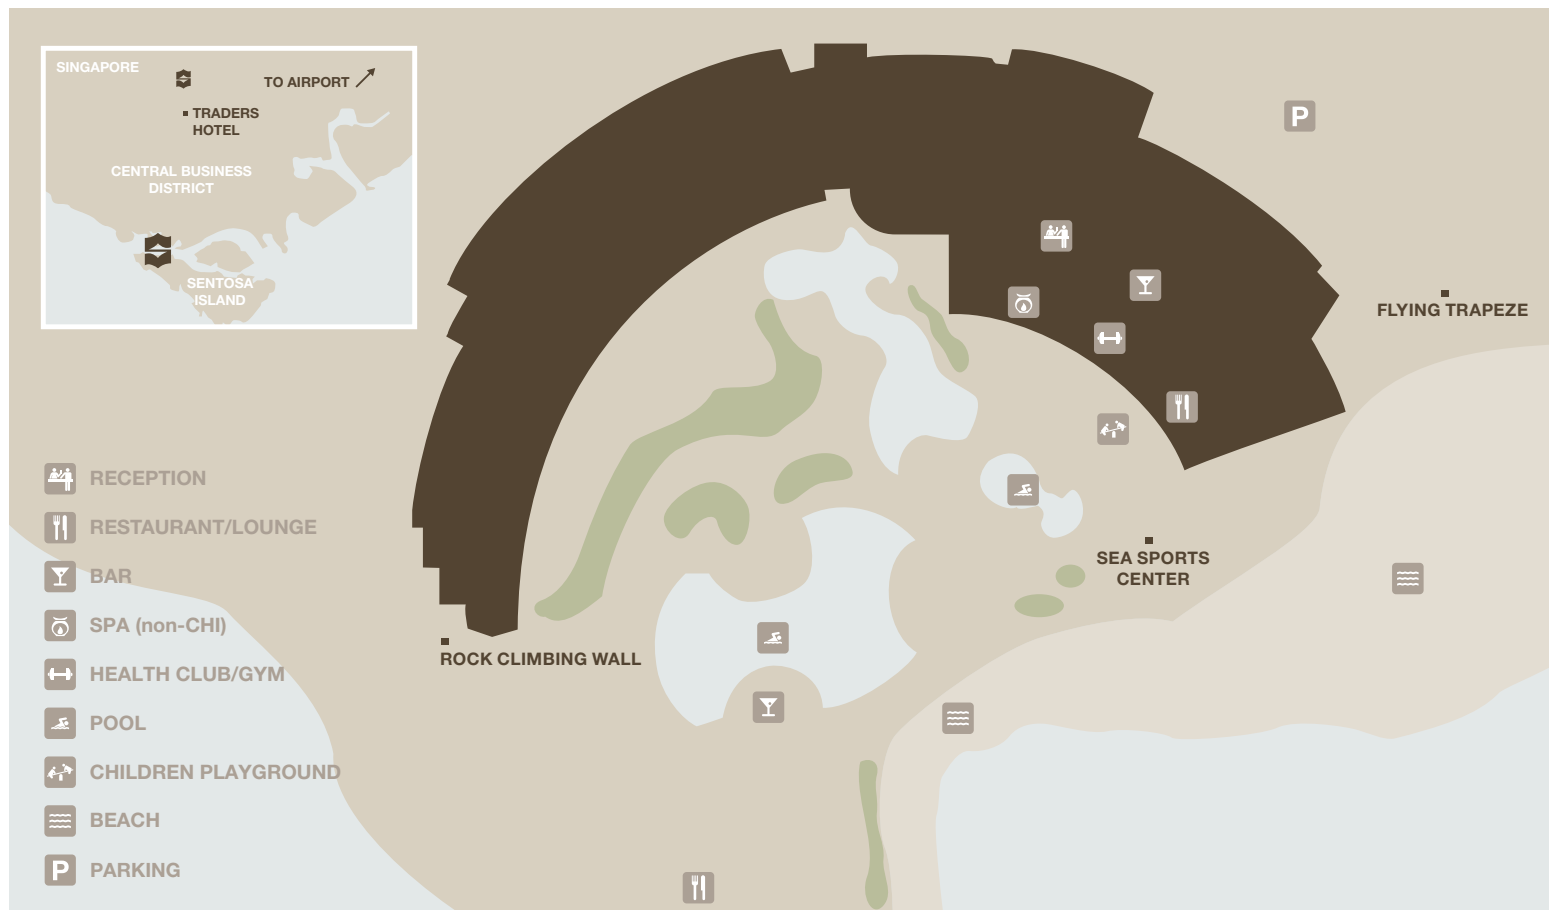 SINGAPORE
TO AIRPORT
TRADERS
HOTEL
CENTRAL BUSINESS
DISTRICT
SENTOSA
ISLAND
P
FLYING TRAPEZE
SEA SPORTS
CENTER
ROCK CLIMBING WALL
RECEPTION
RESTAURANT/LOUNGE
BAR
SPA (non-CHI)
HEALTH CLUB/GYM
POOL
CHILDREN PLAYGROUND
BEACH
P PARKING